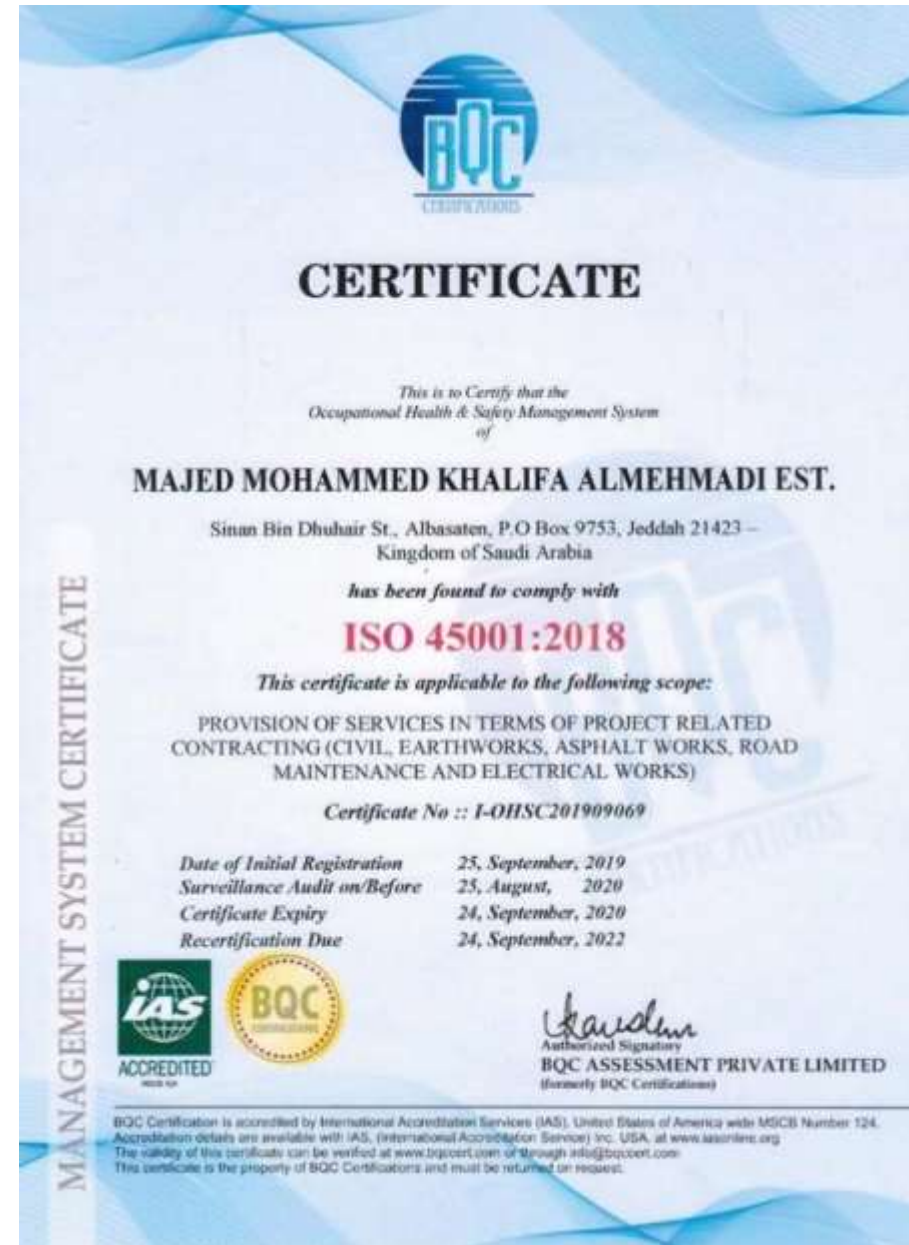 BQC
CERTIFICATIONS
CERTIFICATE
This is to Certify that the
Occupational Health & Safety Management System
of
MAJED MOHAMMED KHALIFA ALMEHMADI EST.
Sinan Bin Dhuhair St., Albasaten, P.O Box 9753, Jeddah 21423 –
Kingdom of Saudi Arabia
has been found to comply with
ISO 45001:2018
This certificate is applicable to the following scope:
PROVISION OF SERVICES IN TERMS OF PROJECT RELATED
CONTRACTING (CIVIL, EARTHWORKS, ASPHALT WORKS, ROAD
MAINTENANCE AND ELECTRICAL WORKS)
Certificate No :: I-OHSC201909069
Date of Initial Registration 25, September, 2019
Surveillance Audit on/Before 25, August, 2020
Certificate Expiry 24, September, 2020
Recertification Due 24, September, 2022
MANAGEMENT SYSTEM CERTIFICATE
IAS
ACCREDITED
BQC
CERTIFICATIONS
Authorized Signatory
BQC ASSESSMENT PRIVATE LIMITED
(formerly BQC Certifications)
BQC Certification is accredited by International Accreditation Services (IAS), United States of America wide MSCB Number 124.
Accreditation details are available with IAS, (International Accreditation Service) Inc. USA, at www.iasonline.org
The validity of this certificate can be verified at www.bqccert.com or through info@bqccert.com
This certificate is the property of BQC Certifications and must be returned on request.